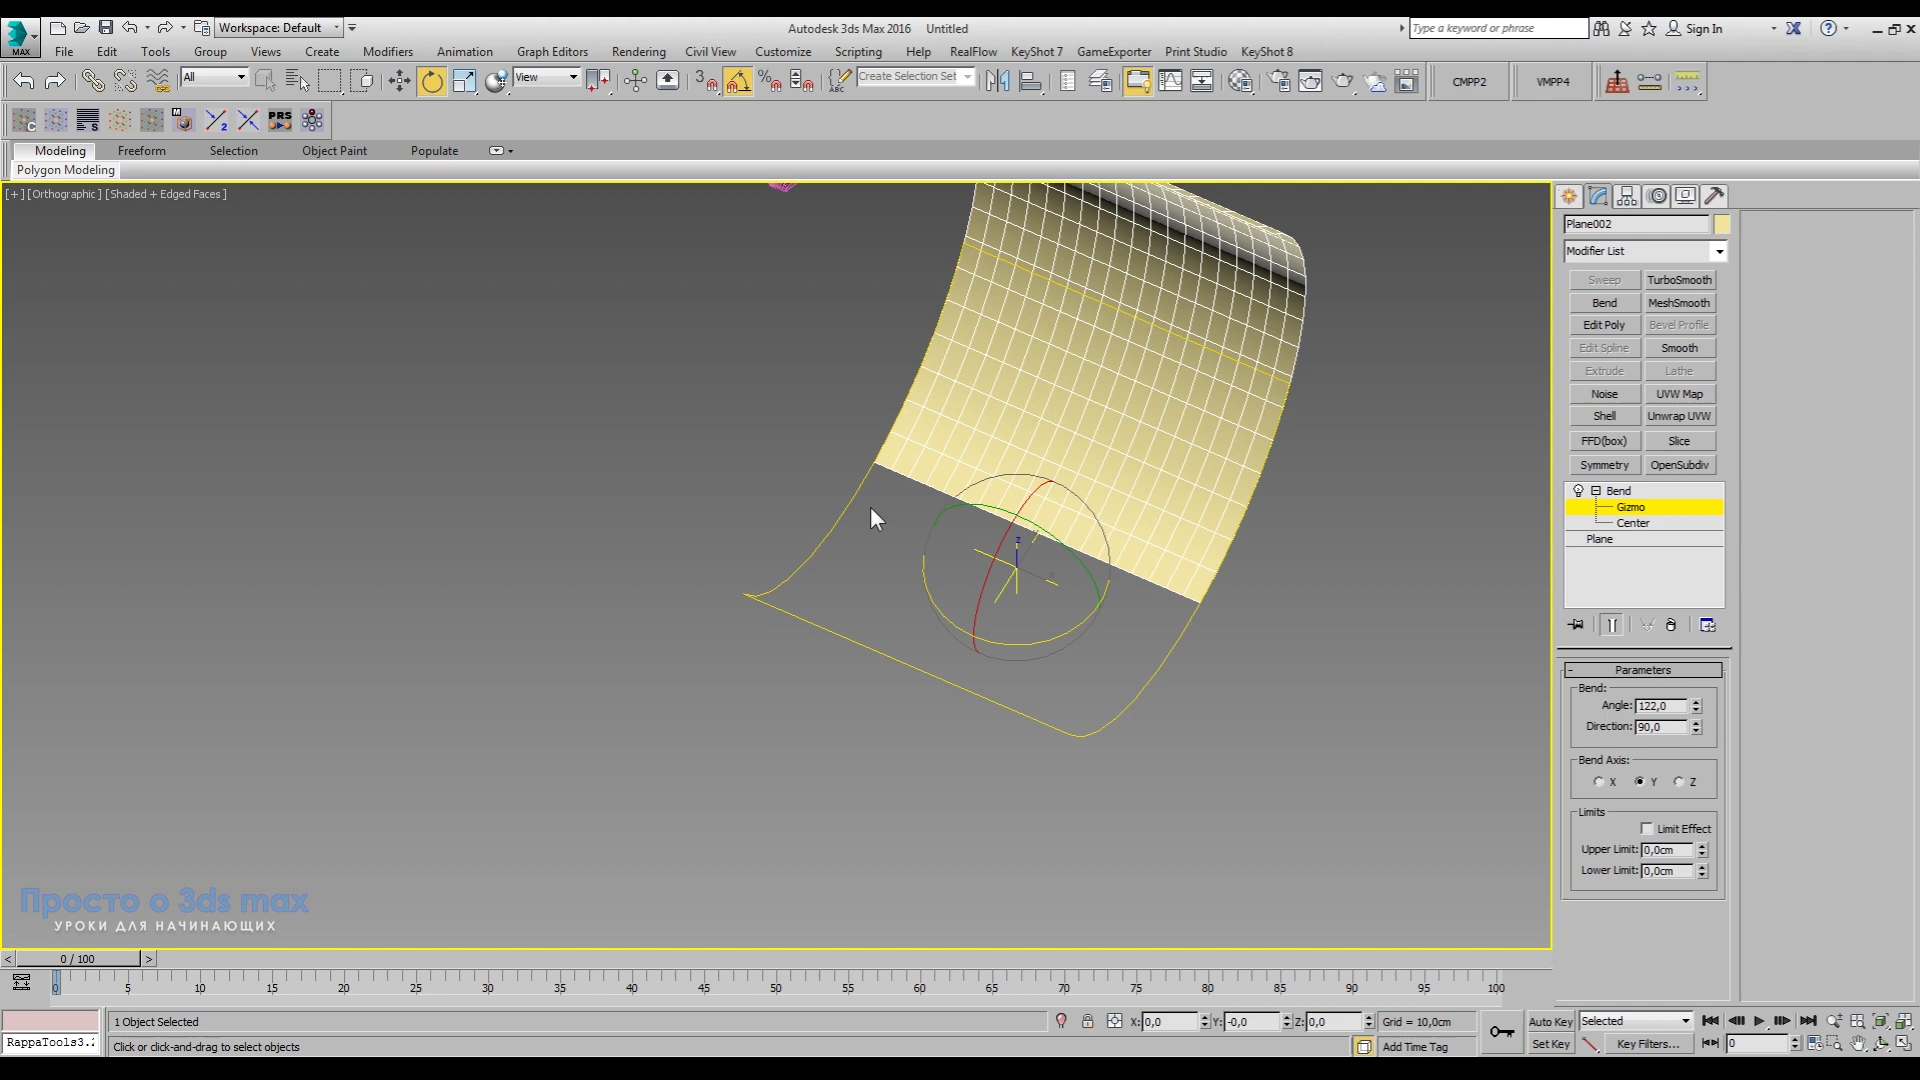 Workspace: Default
Autodesk 3ds Max 2016 Untitled
Type a keyword or phrase
Sign In
MAX
File Edit Tools Group Views Create Modifiers Animation Graph Editors Rendering Civil View Customize Scripting Help RealFlow KeyShot 7 GameExporter Print Studio KeyShot 8
All
View
3
Create Selection Set
CMPP2
VMPP4
PRS
Modeling Freeform Selection Object Paint Populate
Polygon Modeling
[+] [Orthographic] [Shaded + Edged Faces]
z
Plane002
Modifier List
Sweep TurboSmooth
Bend MeshSmooth
Edit Poly Bevel Profile
Edit Spline Smooth
Extrude Lathe
Noise UVW Map
Shell Unwrap UVW
FFD(box) Slice
Symmetry OpenSubdiv
Bend
Gizmo
Center
Plane
- Parameters
Bend:
Angle: 122,0
Direction: 90,0
Bend Axis:
X Y Z
Limits
Limit Effect
Upper Limit: 0,0cm
Lower Limit: 0,0cm
Просто о 3ds max
УРОКИ ДЛЯ НАЧИНАЮЩИХ
< 0 / 100 >
0 5 10 15 20 25 30 35 40 45 50 55 60 65 70 75 80 85 90 95 100
1 Object Selected
X: 0,0 Y: -0,0 Z: 0,0
Grid = 10,0cm
Auto Key Selected
RappaTools3.2
Click or click-and-drag to select objects
Add Time Tag
Set Key Key Filters...
0